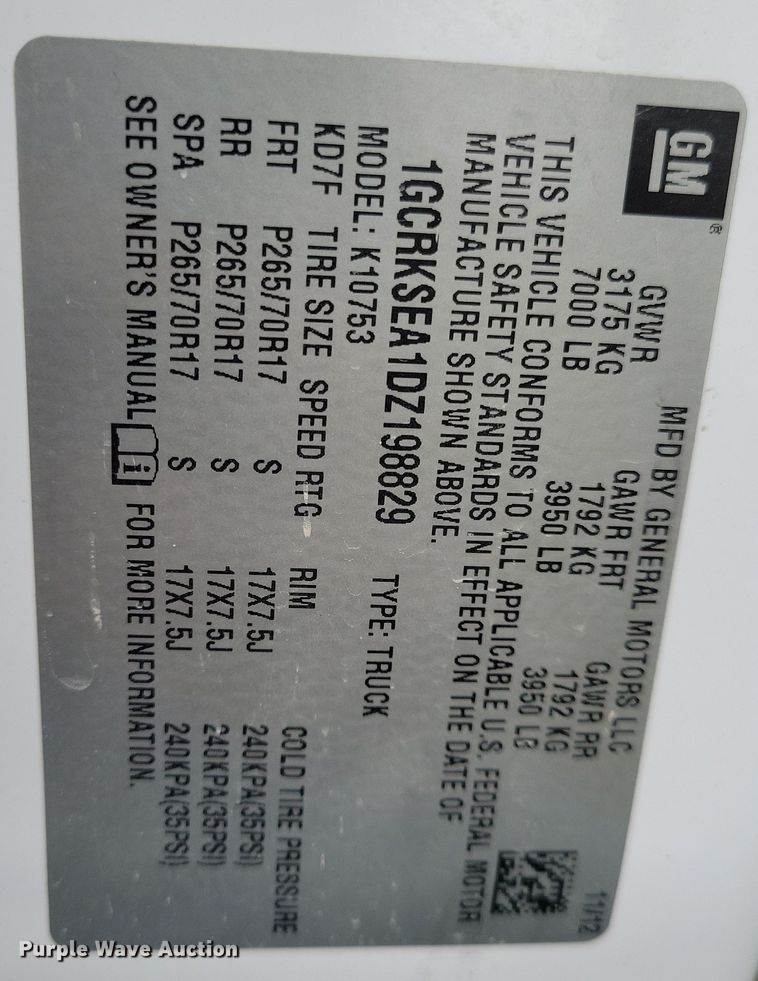 GM®
MFD BY GENERAL MOTORS LLC 11/12
GVWR GAWR FRT GAWR RR
3175 KG 1792 KG 1792 KG
7000 LB 3950 LB 3950 LB
THIS VEHICLE CONFORMS TO ALL APPLICABLE U.S. FEDERAL MOTOR
VEHICLE SAFETY STANDARDS IN EFFECT ON THE DATE OF
MANUFACTURE SHOWN ABOVE.
1GCRKSEA1DZ198829 TYPE: TRUCK
MODEL: K10753
KD7F TIRE SIZE SPEED RTG RIM COLD TIRE PRESSURE
FRT P265/70R17 S 17X7.5J 240KPA(35PSI)
RR P265/70R17 S 17X7.5J 240KPA(35PSI)
SPA P265/70R17 S 17X7.5J 240KPA(35PSI)
SEE OWNER'S MANUAL i FOR MORE INFORMATION.
Purple Wave Auction